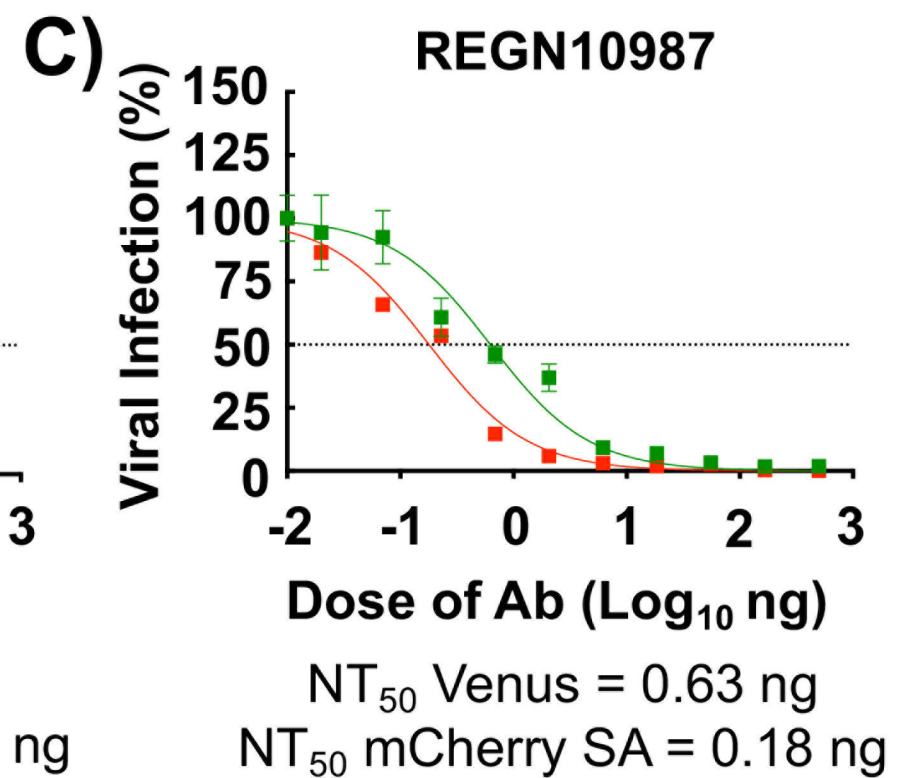 C)
REGN10987
Viral Infection (%)
150
125
100
75
50
25
0
3
-2 -1 0 1 2 3
Dose of Ab (Log₁₀ ng)
NT₅₀ Venus = 0.63 ng
ng
NT₅₀ mCherry SA = 0.18 ng